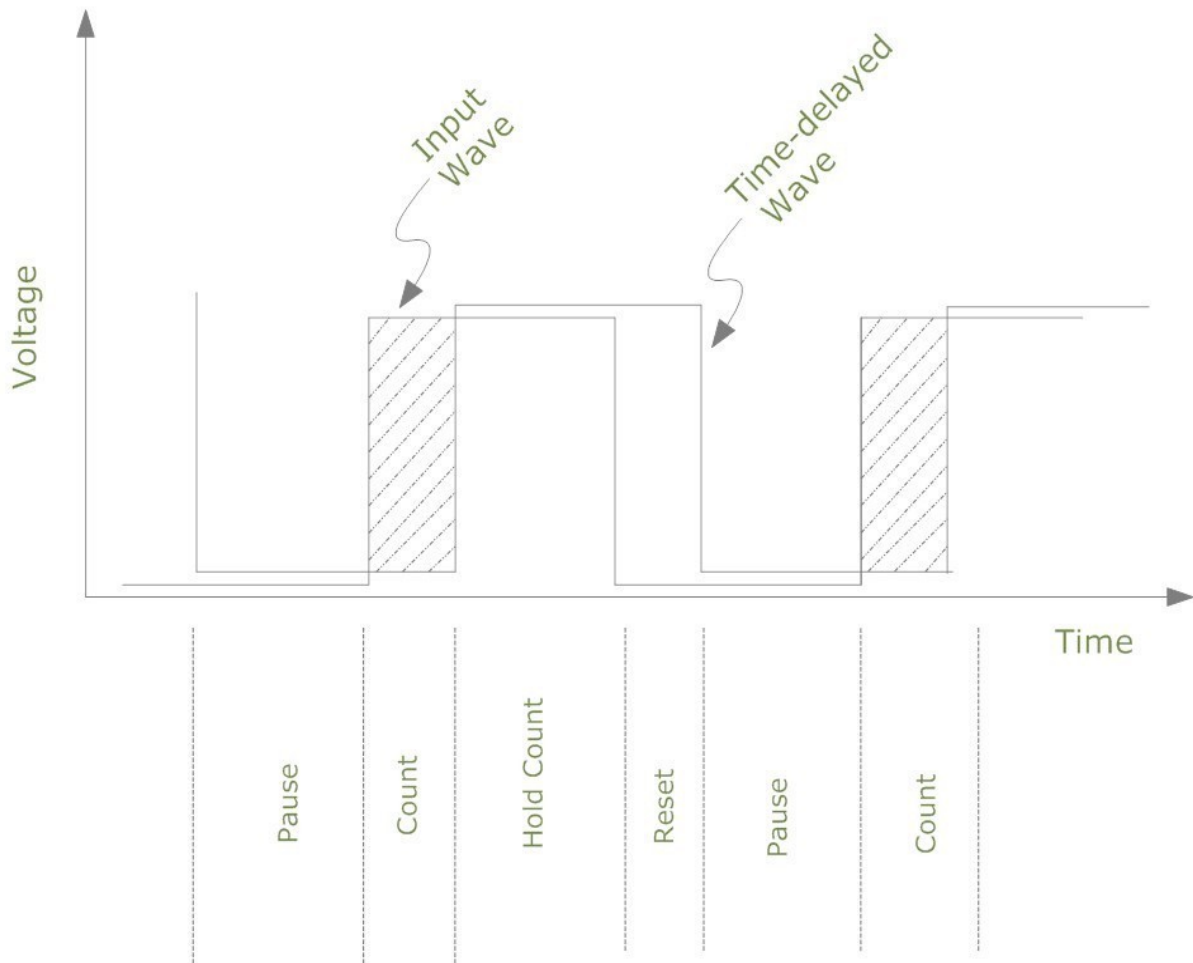 Input
Wave
Time-delayed
Wave
Voltage
Time
Pause
Count
Hold Count
Reset
Pause
Count